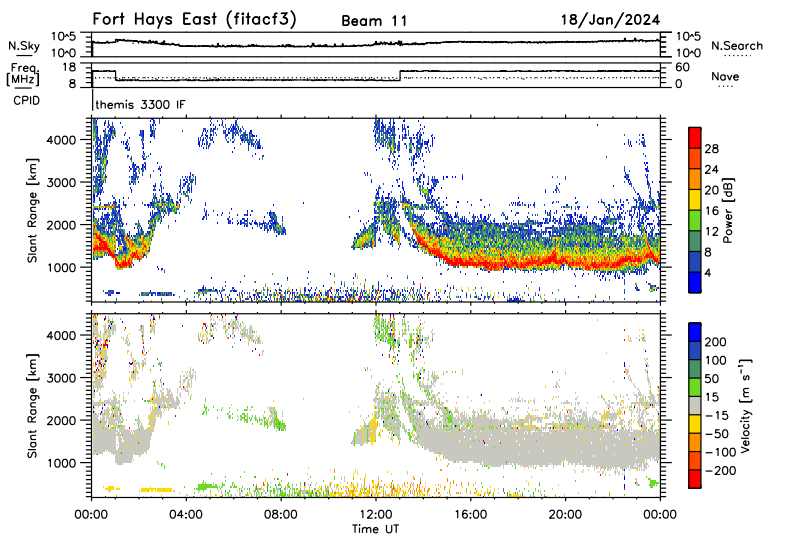 Fort Hays East (fitacf3) Beam 11 18/Jan/2024
N.Sky 10^5 10^0 10^5 10^0 N.Search
Freq. [MHz] 18 8 60 0 Nave
CPID themis 3300 IF
Slant Range [km] 4000 3000 2000 1000
Power [dB] 28 24 20 16 12 8 4
Slant Range [km] 4000 3000 2000 1000
Velocity [m s⁻¹] 200 100 50 15 −15 −50 −100 −200
00:00 04:00 08:00 12:00 16:00 20:00 00:00
Time UT